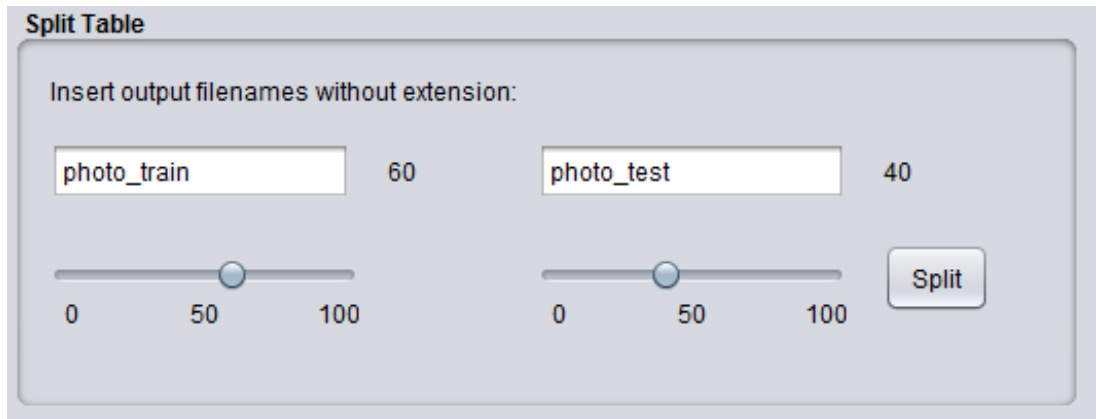 Split Table
Insert output filenames without extension:
photo_train 60 photo_test 40
Split
0 50 100 0 50 100